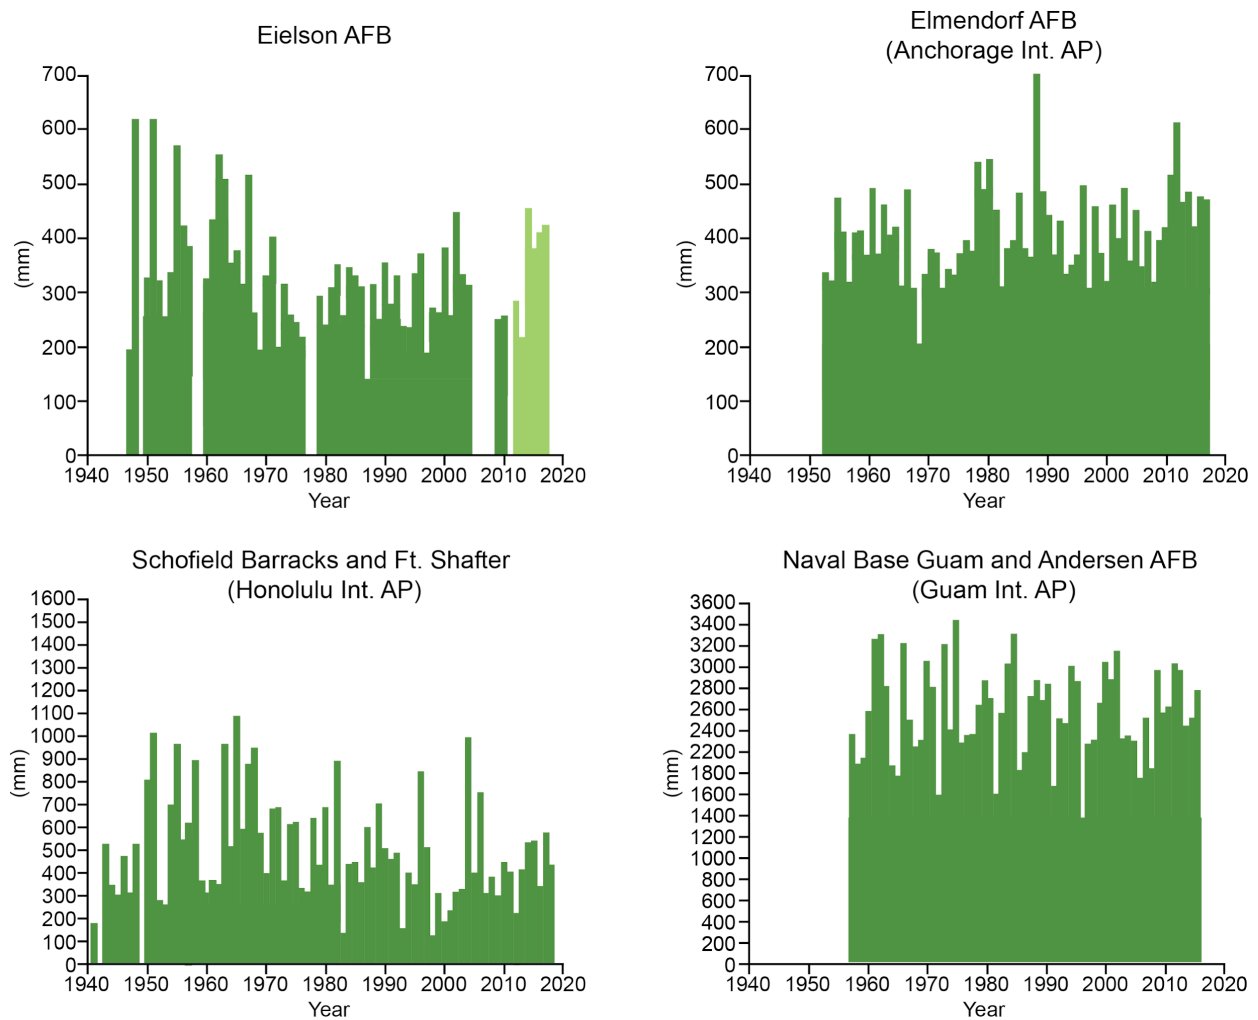 Eielson AFB
700
600
500
400
300
200
100
0
(mm)
1940 1950 1960 1970 1980 1990 2000 2010 2020
Year
Elmendorf AFB
(Anchorage Int. AP)
700
600
500
400
300
200
100
0
(mm)
1940 1950 1960 1970 1980 1990 2000 2010 2020
Year
Schofield Barracks and Ft. Shafter
(Honolulu Int. AP)
1600
1500
1400
1300
1200
1100
1000
900
800
700
600
500
400
300
200
100
0
(mm)
1940 1950 1960 1970 1980 1990 2000 2010 2020
Year
Naval Base Guam and Andersen AFB
(Guam Int. AP)
3600
3400
3200
3000
2800
2600
2400
2200
2000
1800
1600
1400
1200
1000
800
600
400
200
0
(mm)
1940 1950 1960 1970 1980 1990 2000 2010 2020
Year